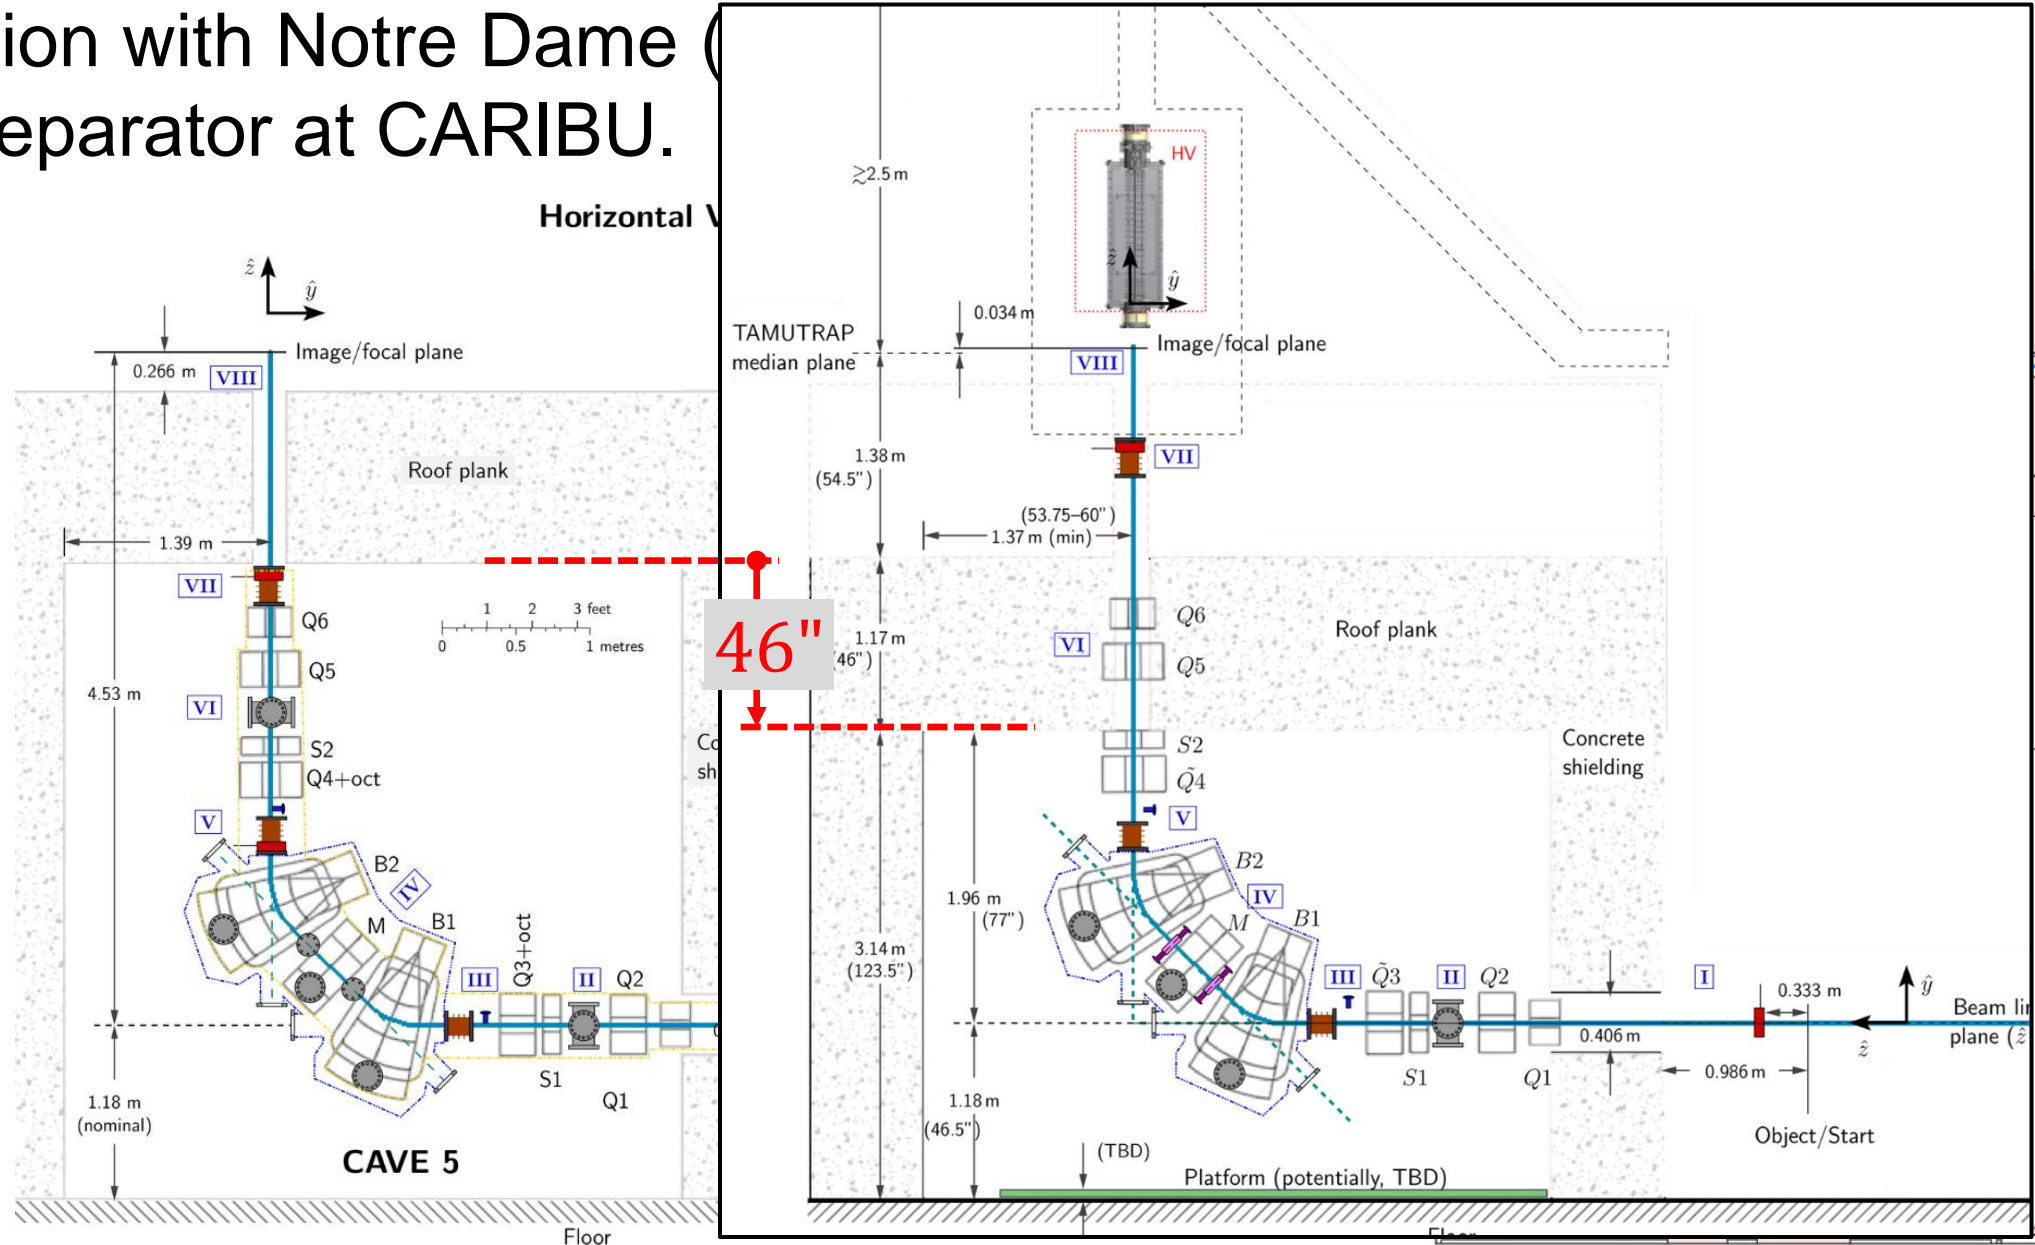 ion with Notre Dame (
eparator at CARIBU.
Horizontal V
ẑ
ŷ
Image/focal plane
0.266 m
VIII
Roof plank
1.39 m
VII
Q6
1 2 3 feet
0 0.5 1 metres
Q5
4.53 m
VI
S2
Q4+oct
V
B2
IV
M
B1
Q3+oct
III
II
Q2
S1
Q1
1.18 m
(nominal)
CAVE 5
Floor
Co
sh
46"
≳2.5 m
HV
ẑ
ŷ
0.034 m
TAMUTRAP
median plane
Image/focal plane
VIII
1.38 m
(54.5")
VII
(53.75–60")
1.37 m (min)
1.17 m
(46")
Q6
VI
Q5
Roof plank
S2
Q̃4
Concrete
shielding
V
B2
IV
1.96 m
(77")
M
B1
3.14 m
(123.5")
III
Q̃3
II
Q2
I
0.333 m
ŷ
Beam li
plane (ẑ
ẑ
0.406 m
0.986 m
S1
Q1
1.18 m
(46.5")
Object/Start
(TBD)
Platform (potentially, TBD)
Floor